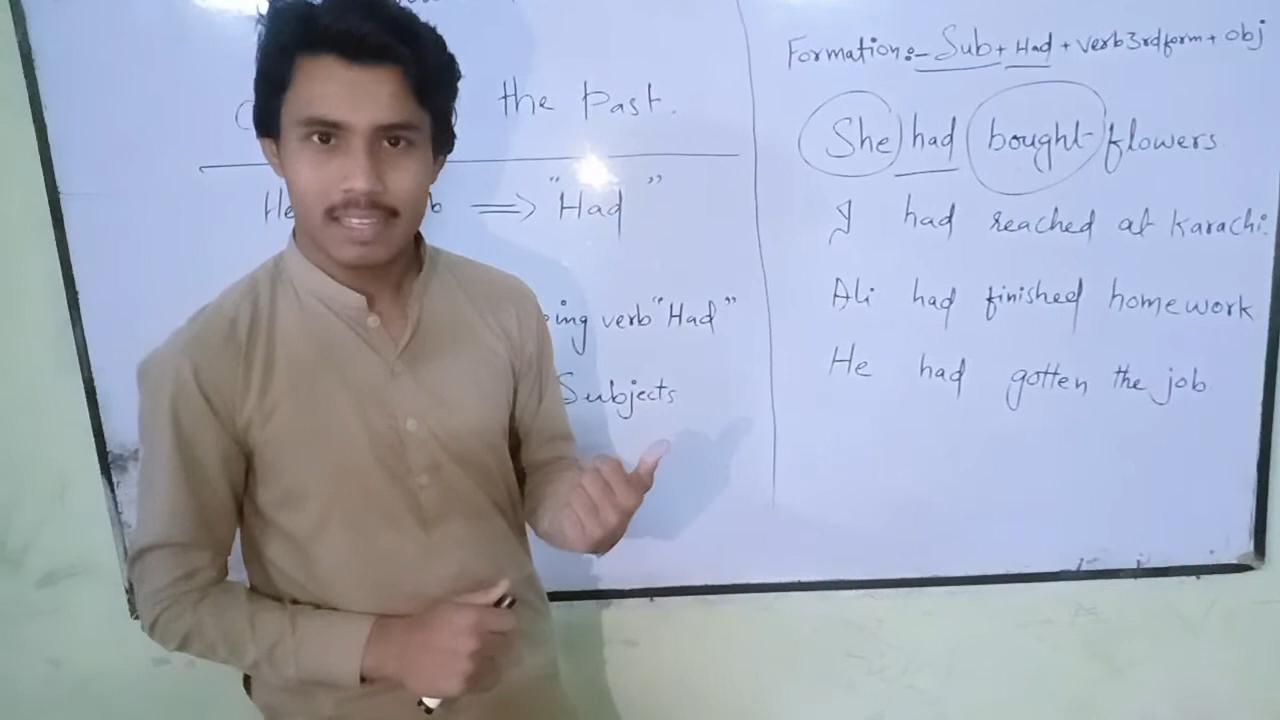 the Past.
He
b => "Had"
ing verb "Had"
Subjects
Formation:- Sub + Had + verb 3rd form + obj
She had bought flowers
I had reached at Karachi.
Ali had finished homework
He had gotten the job